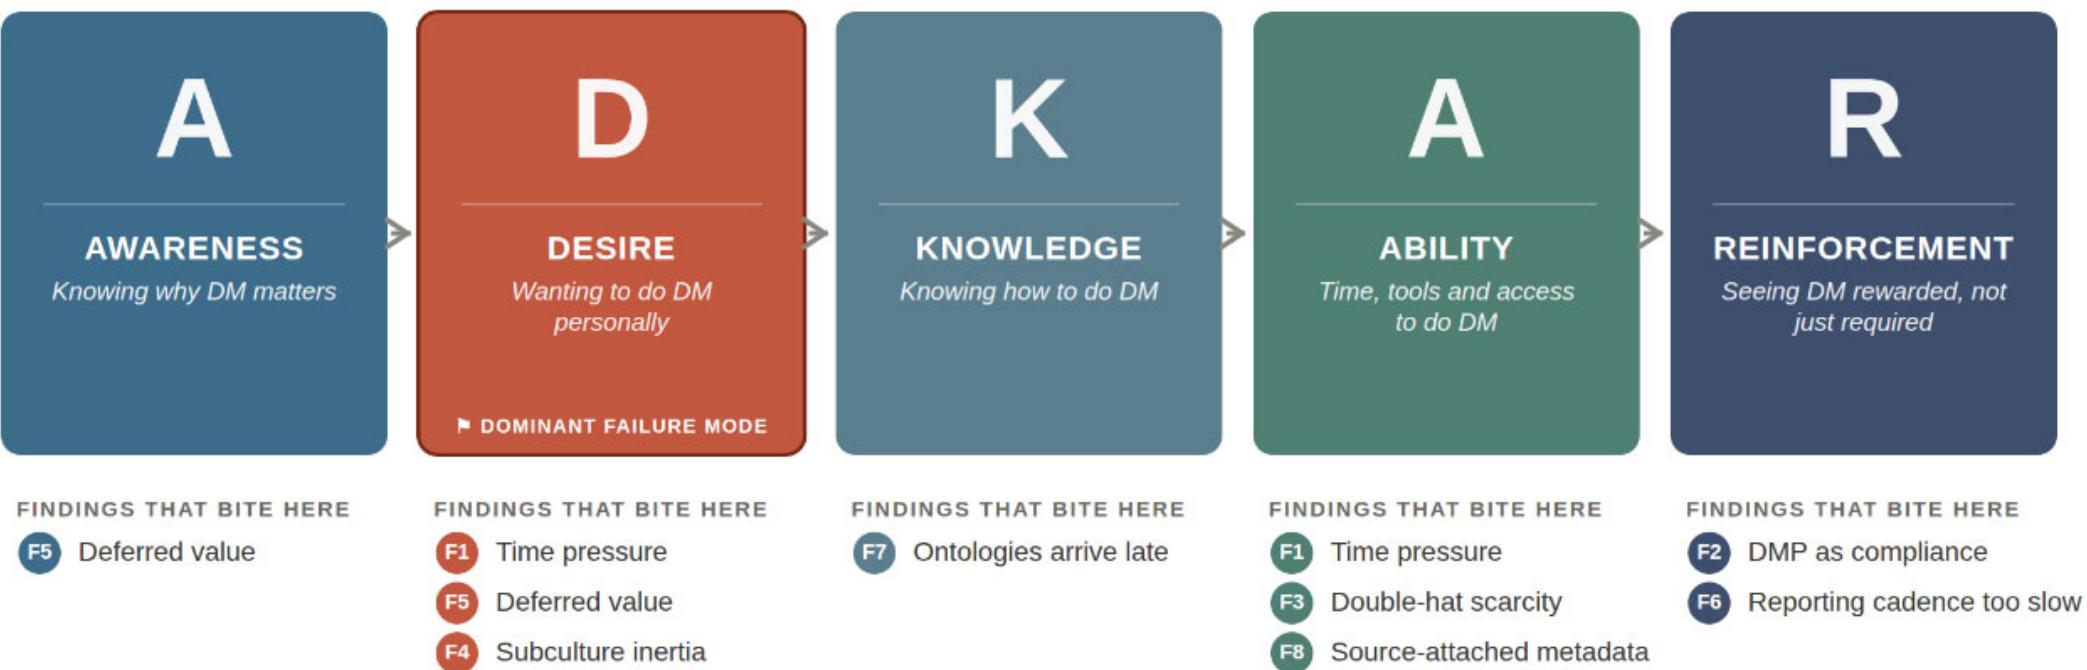 A
AWARENESS
Knowing why DM matters
D
DESIRE
Wanting to do DM
personally
⚑ DOMINANT FAILURE MODE
K
KNOWLEDGE
Knowing how to do DM
A
ABILITY
Time, tools and access
to do DM
R
REINFORCEMENT
Seeing DM rewarded, not
just required
FINDINGS THAT BITE HERE
F5 Deferred value
FINDINGS THAT BITE HERE
F1 Time pressure
F5 Deferred value
F4 Subculture inertia
FINDINGS THAT BITE HERE
F7 Ontologies arrive late
FINDINGS THAT BITE HERE
F1 Time pressure
F3 Double-hat scarcity
F8 Source-attached metadata
FINDINGS THAT BITE HERE
F2 DMP as compliance
F6 Reporting cadence too slow